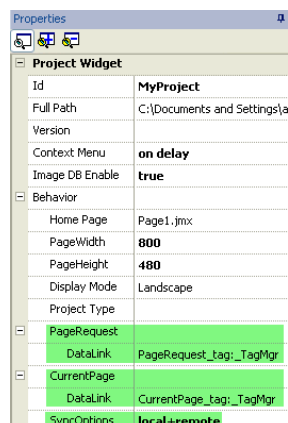 Properties
Project Widget
Id MyProject
Full Path C:\Documents and Settings\a
Version
Context Menu on delay
Image DB Enable true
Behavior
Home Page Page1.jmx
PageWidth 800
PageHeight 480
Display Mode Landscape
Project Type
PageRequest
DataLink PageRequest_tag:_TagMgr
CurrentPage
DataLink CurrentPage_tag:_TagMgr
SyncOptions local+remote